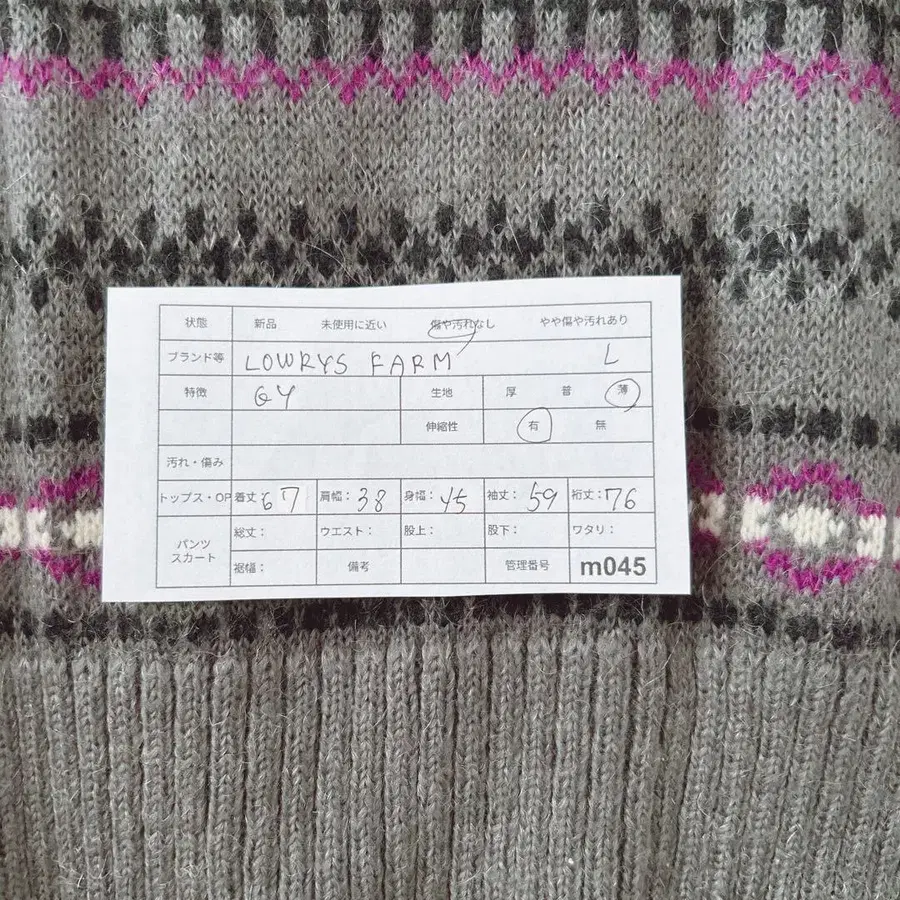 状態 新品 未使用に近い 傷や汚れなし やや傷や汚れあり
ブランド等 LOWRYS FARM L
特徴 GY 生地 厚 普 薄
伸縮性 有 無
汚れ・傷み
トップス・OP 着丈:67 肩幅:38 身幅:45 袖丈:59 裄丈:76
パンツ スカート 総丈: ウエスト: 股上: 股下: ワタリ:
裾幅: 備考 管理番号 m045